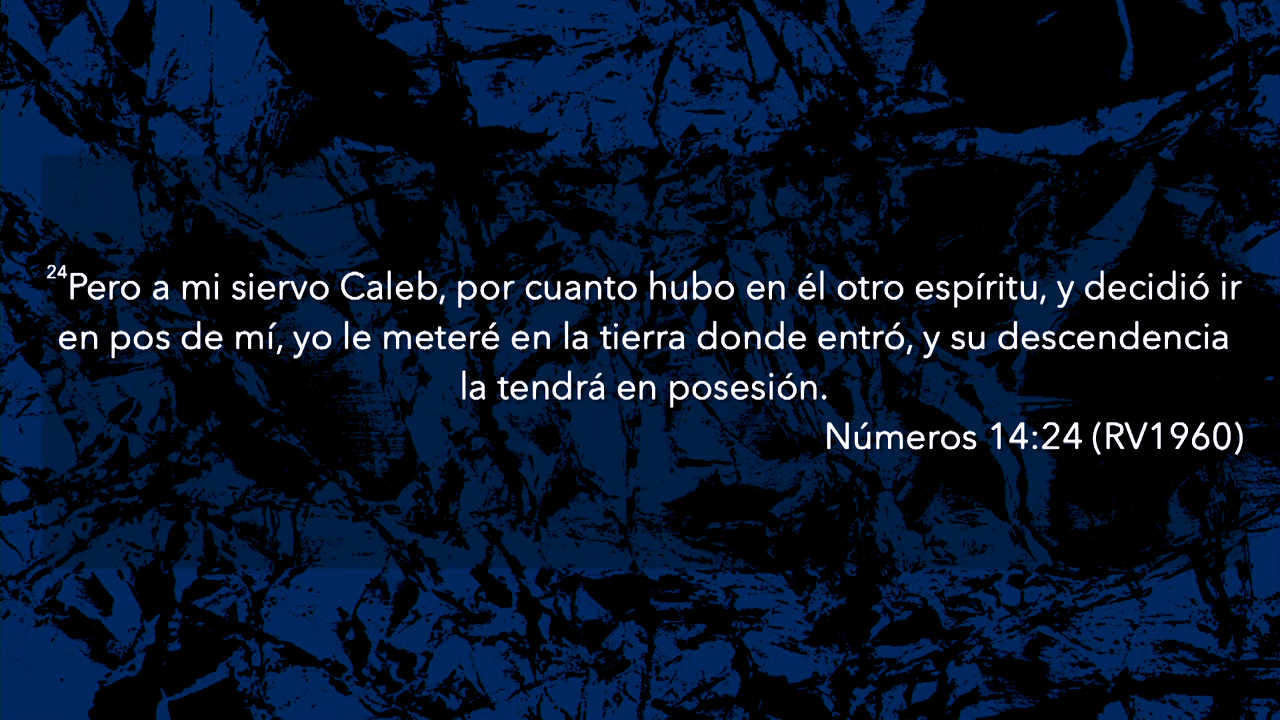 24Pero a mi siervo Caleb, por cuanto hubo en él otro espíritu, y decidió ir
en pos de mí, yo le meteré en la tierra donde entró, y su descendencia
la tendrá en posesión.
Números 14:24 (RV1960)